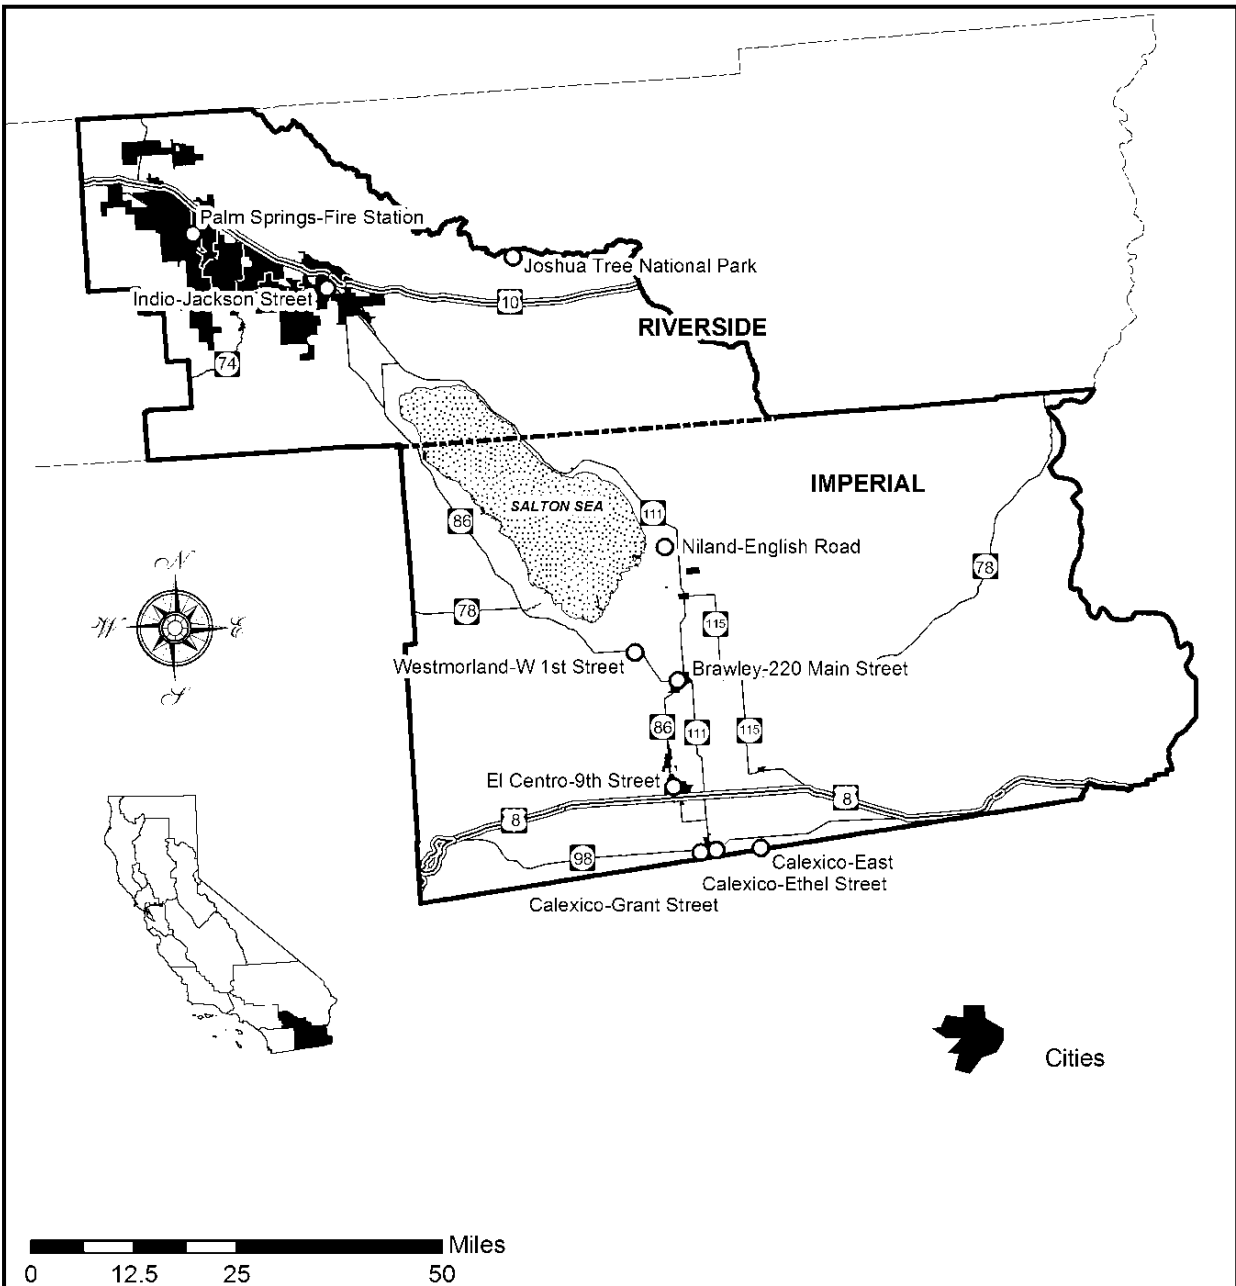 Palm Springs-Fire Station
Joshua Tree National Park
Indio-Jackson Street
10
RIVERSIDE
74
IMPERIAL
SALTON SEA
86
111
Niland-English Road
78
N
W
E
S
78
115
Westmorland-W 1st Street
Brawley-220 Main Street
86
111
115
El Centro-9th Street
8
8
98
Calexico-East
Calexico-Ethel Street
Calexico-Grant Street
Cities
Miles
0 12.5 25 50